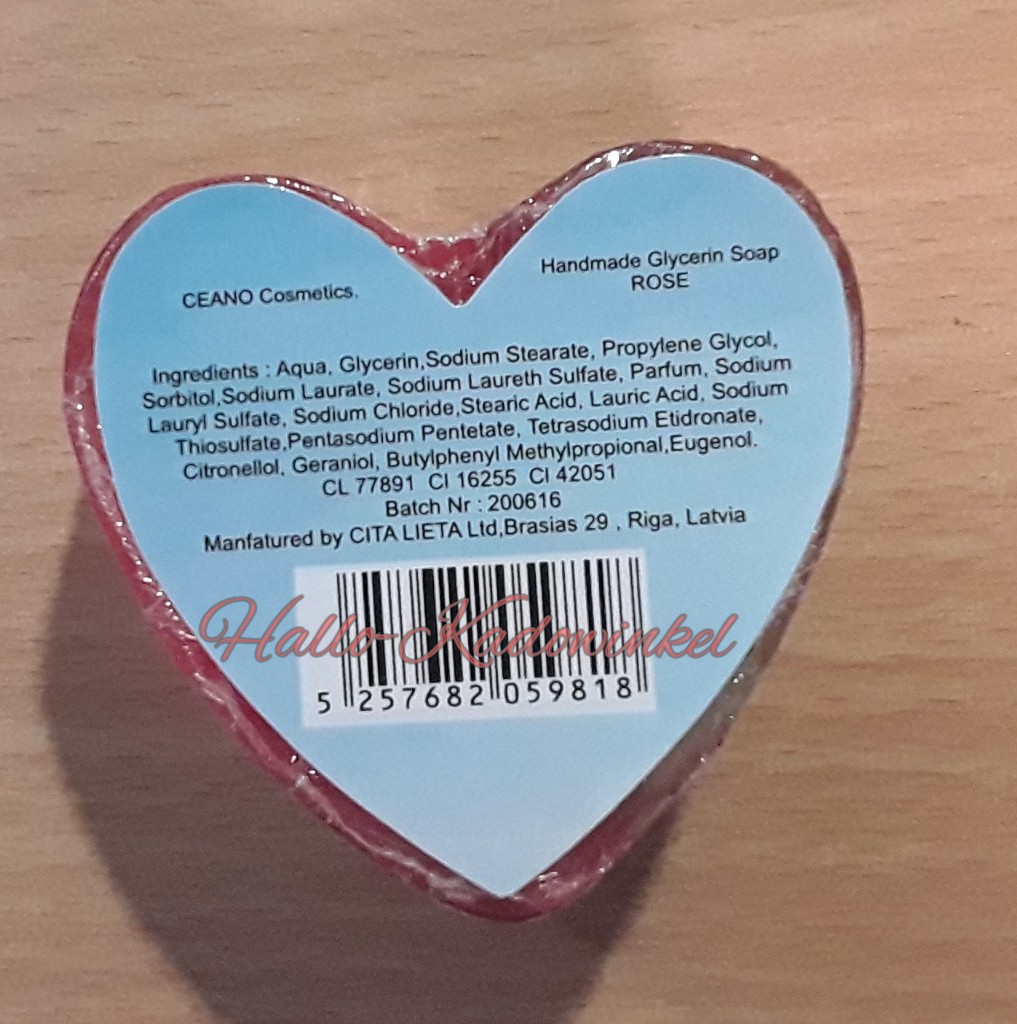 CEANO Cosmetics.
Handmade Glycerin Soap
ROSE
Ingredients : Aqua, Glycerin,Sodium Stearate, Propylene Glycol,
Sorbitol,Sodium Laurate, Sodium Laureth Sulfate, Parfum, Sodium
Lauryl Sulfate, Sodium Chloride,Stearic Acid, Lauric Acid, Sodium
Thiosulfate,Pentasodium Pentetate, Tetrasodium Etidronate,
Citronellol, Geraniol, Butylphenyl Methylpropional,Eugenol.
CL 77891 CI 16255 CI 42051
Batch Nr : 200616
Manfatured by CITA LIETA Ltd,Brasias 29 , Riga, Latvia
Hallo-Kadowinkel
5 257682 059818